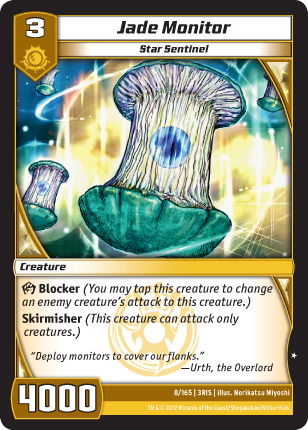 3
Jade Monitor
Star Sentinel
Creature
Blocker (You may tap this creature to change
an enemy creature's attack to this creature.)
Skirmisher (This creature can attack only
creatures.)
"Deploy monitors to cover our flanks."
—Urth, the Overlord
8/165 | 3RIS | illus. Norikatsu Miyoshi
4000
TM & © 2012 Wizards of the Coast/Shogakukan/Mitsui-Kids